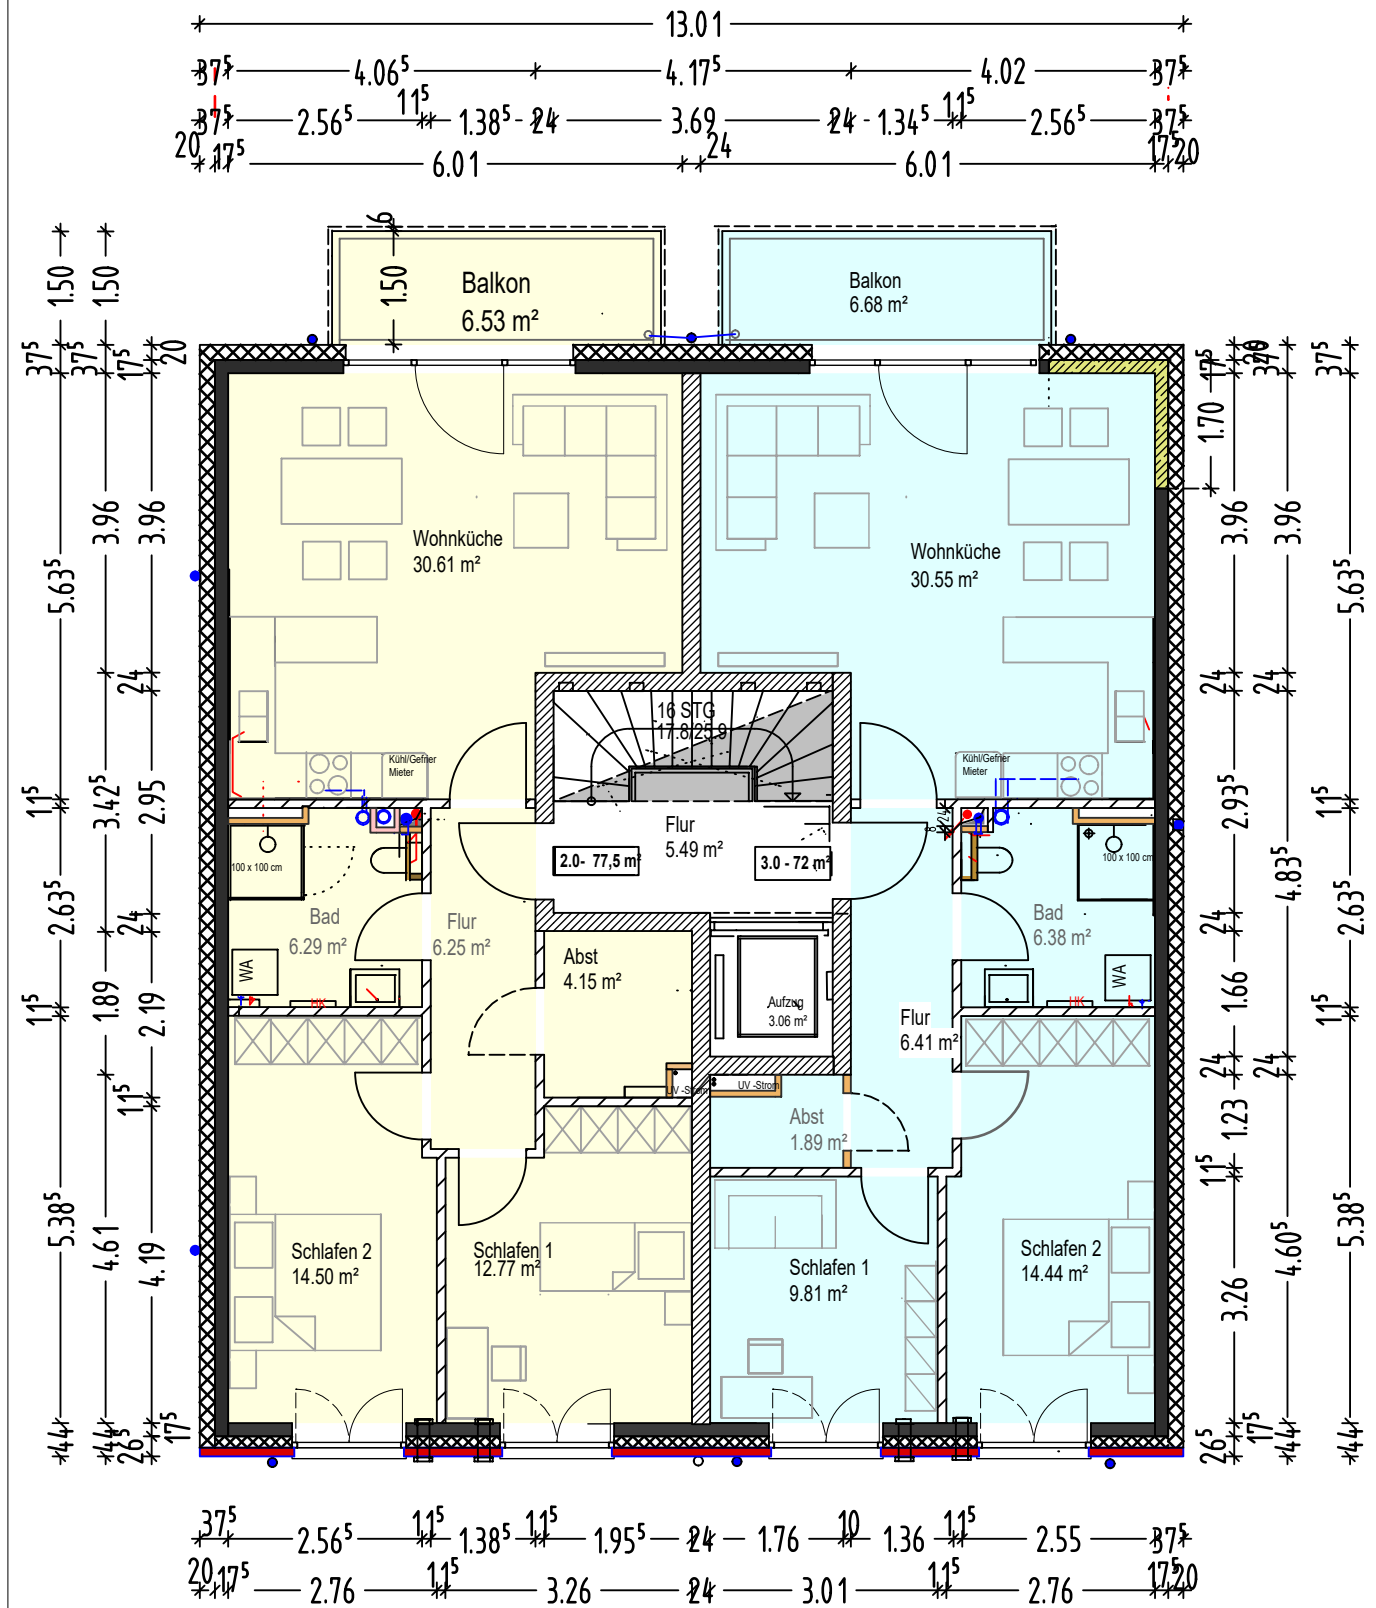 13.01
37⁵ 4.06⁵ 4.17⁵ 4.02 37⁵
37⁵ 2.56⁵ 11⁵ 1.38⁵ 24 3.69 24 1.34⁵ 11⁵ 2.56⁵ 37⁵
20 17⁵ 6.01 24 6.01 17⁵ 20
6
1.50
1.50
1.50
Balkon
6.53 m²
Balkon
6.68 m²
37⁵
37⁵
17⁵
20
17⁵
20
37⁵
37⁵
1.70
Wohnküche
30.61 m²
Wohnküche
30.55 m²
5.63⁵
3.96
3.96
3.96
3.96
5.63⁵
24
24
24
16 STG
17.8/25.9
Kühl/Gefrier
Mieter
Kühl/Gefrier
Mieter
11⁵
3.42⁵
2.95
2.93⁵
11⁵
8
24
Flur
5.49 m²
2.0- 77,5 m²
3.0 - 72 m²
100 x 100 cm
100 x 100 cm
2.63⁵
24
24
4.83⁵
2.63⁵
Bad
6.29 m²
Flur
6.25 m²
Bad
6.38 m²
Abst
4.15 m²
WA
WA
HK
HK
Aufzug
3.06 m²
Flur
6.41 m²
11⁵
1.89
2.19
1.66
11⁵
24
24
UV -Strom
UV -Strom
Abst
1.89 m²
11⁵
1.23
11⁵
5.38⁵
4.61
4.19
3.26
4.60⁵
5.38⁵
Schlafen 2
14.50 m²
Schlafen 1
12.77 m²
Schlafen 1
9.81 m²
Schlafen 2
14.44 m²
44
44
26⁵
17⁵
26⁵
17⁵
44
44
37⁵ 2.56⁵ 11⁵ 1.38⁵ 11⁵ 1.95⁵ 24 1.76 10 1.36 11⁵ 2.55 37⁵
20 17⁵ 2.76 11⁵ 3.26 24 3.01 11⁵ 2.76 17⁵ 20